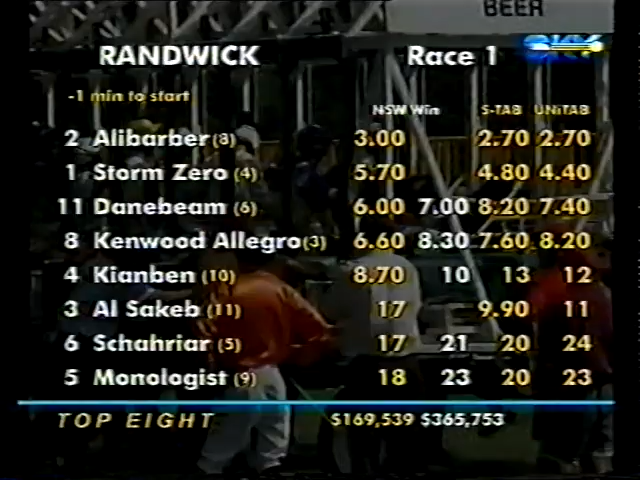 BEER
RANDWICK Race 1 SKY
-1 min to start
NSW Win S-TAB UNiTAB
2 Alibarber (8) 3.00 2.70 2.70
1 Storm Zero (4) 5.70 4.80 4.40
11 Danebeam (6) 6.00 7.00 8.20 7.40
8 Kenwood Allegro (3) 6.60 8.30 7.60 8.20
4 Kianben (10) 8.70 10 13 12
3 Al Sakeb (11) 17 9.90 11
6 Schahriar (5) 17 21 20 24
5 Monologist (9) 18 23 20 23
TOP EIGHT $169,539 $365,753